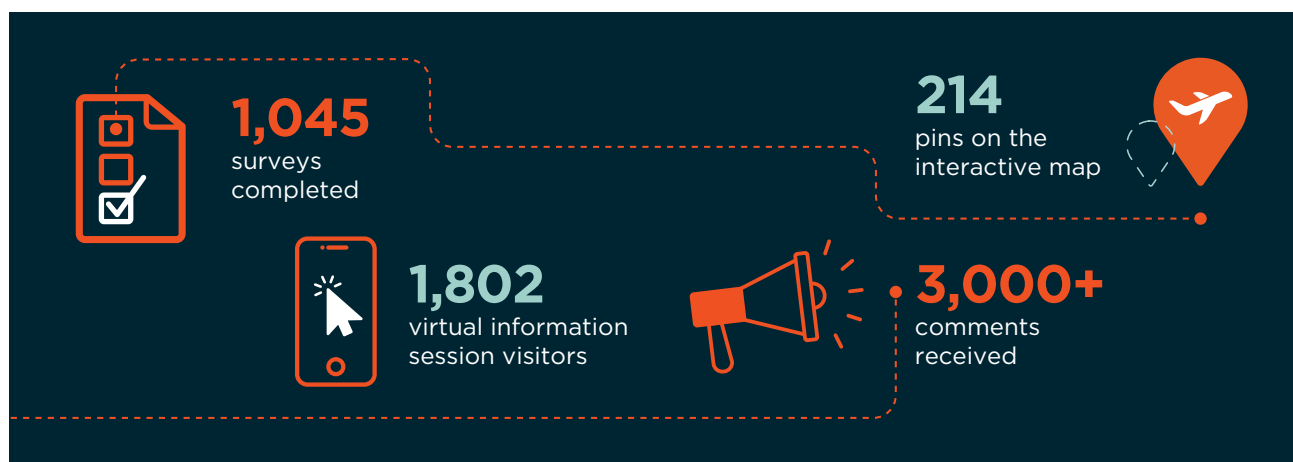 1,045
surveys
completed
214
pins on the
interactive map
1,802
virtual information
session visitors
3,000+
comments
received